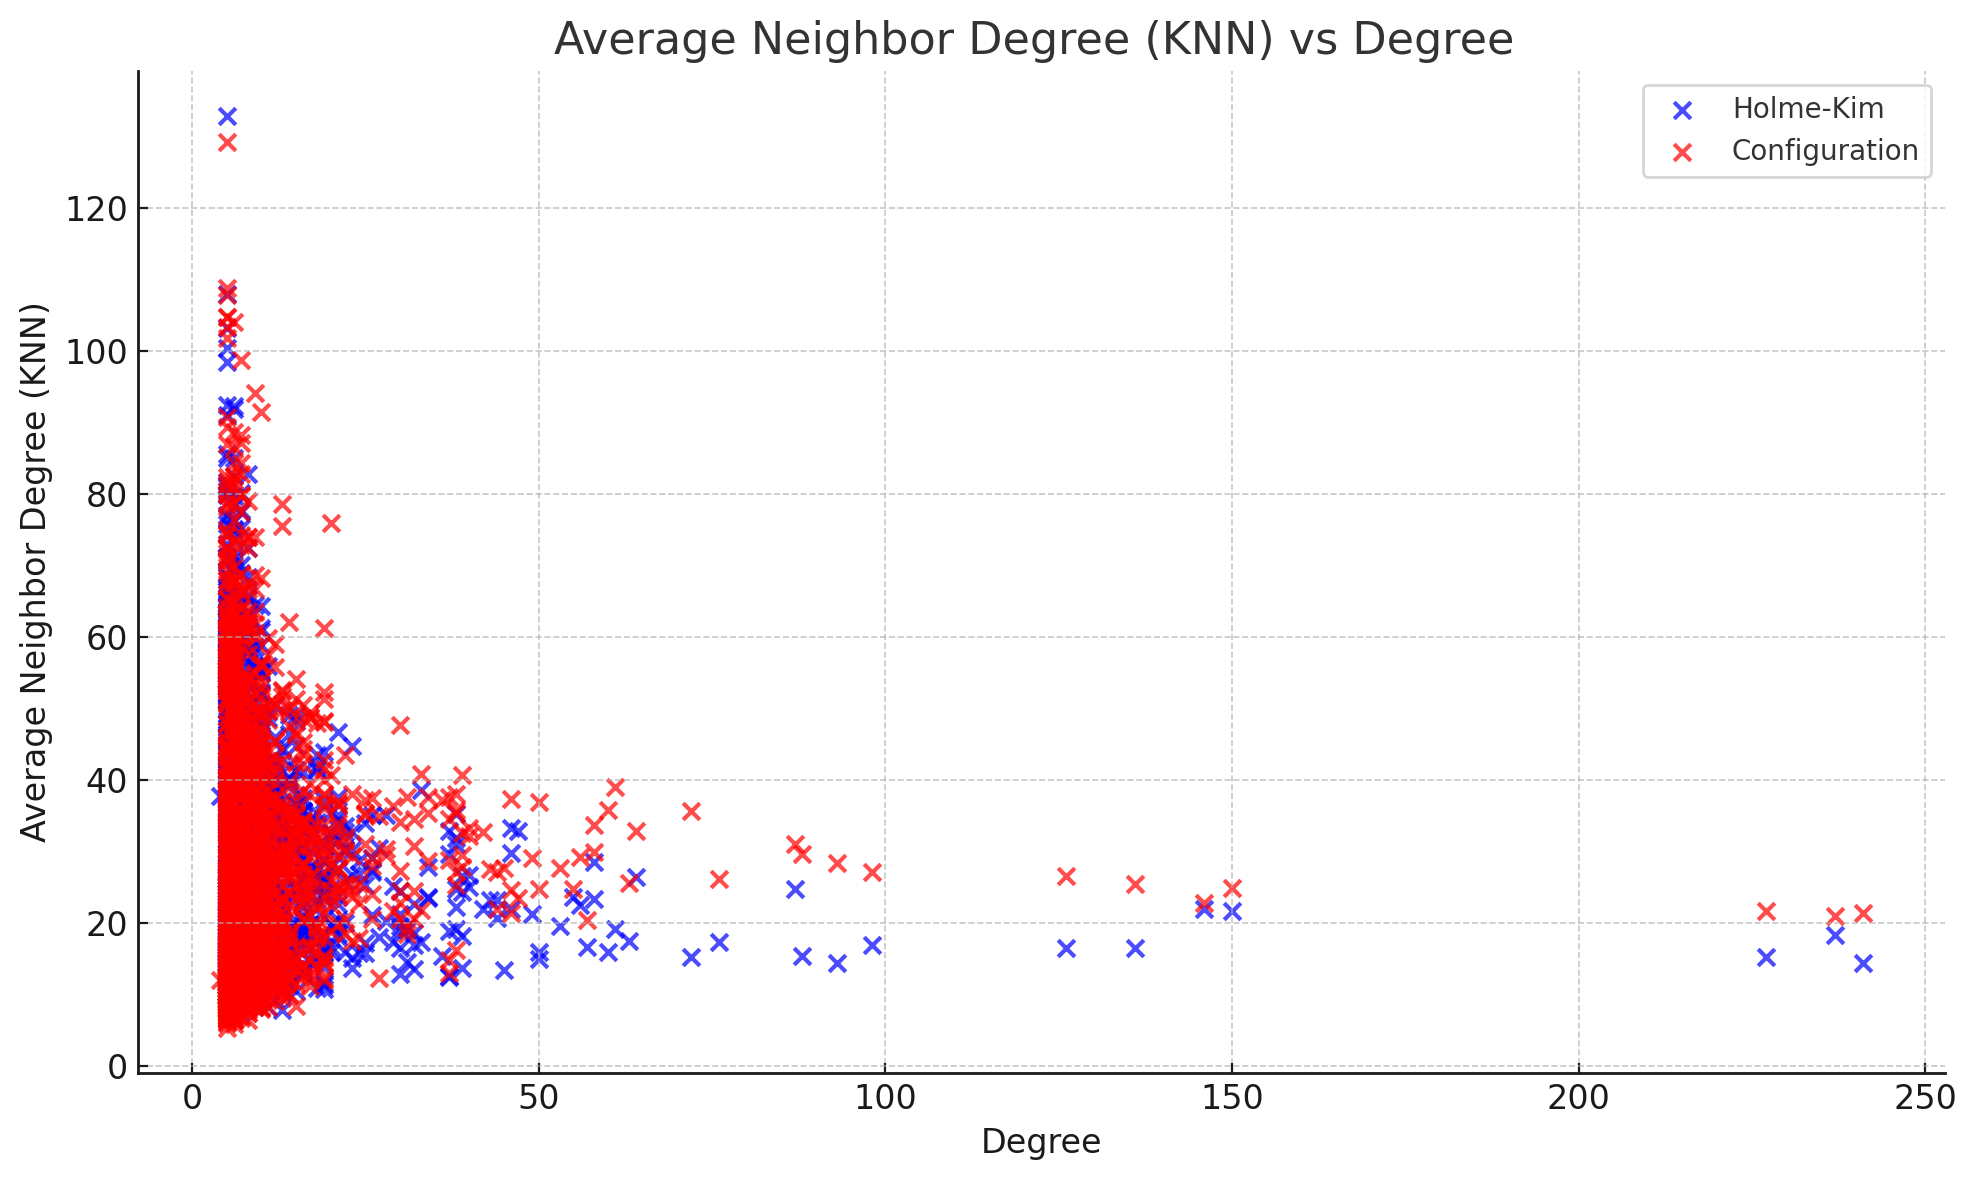 Average Neighbor Degree (KNN) vs Degree
Holme-Kim
Configuration
Average Neighbor Degree (KNN)
120
100
80
60
40
20
0
0 50 100 150 200 250
Degree